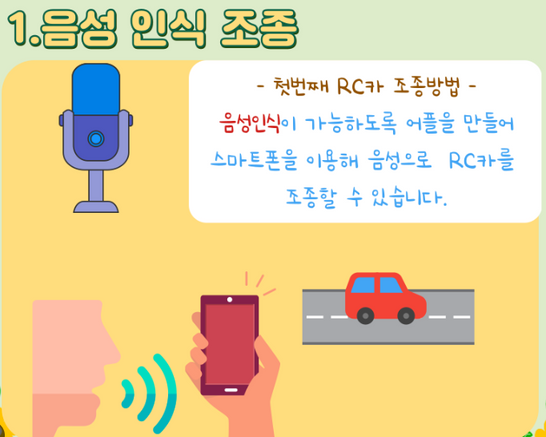 1.음성 인식 조종
- 첫번째 RC카 조종방법 -
음성인식이 가능하도록 어플을 만들어
스마트폰을 이용해 음성으로 RC카를
조종할 수 있습니다.